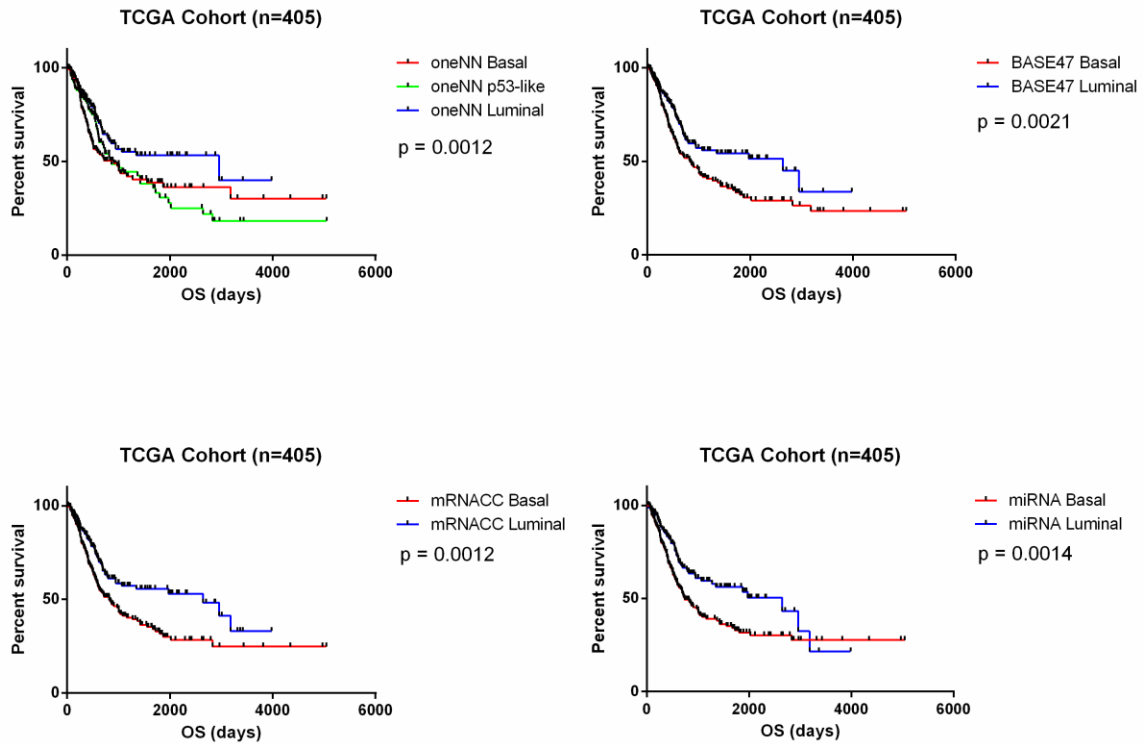 TCGA Cohort (n=405)
oneNN Basal
oneNN p53-like
oneNN Luminal
p = 0.0012
Percent survival
100
50
0
0 2000 4000 6000
OS (days)
TCGA Cohort (n=405)
BASE47 Basal
BASE47 Luminal
p = 0.0021
Percent survival
100
50
0
0 2000 4000 6000
OS (days)
TCGA Cohort (n=405)
mRNACC Basal
mRNACC Luminal
p = 0.0012
Percent survival
100
50
0
0 2000 4000 6000
OS (days)
TCGA Cohort (n=405)
miRNA Basal
miRNA Luminal
p = 0.0014
Percent survival
100
50
0
0 2000 4000 6000
OS (days)